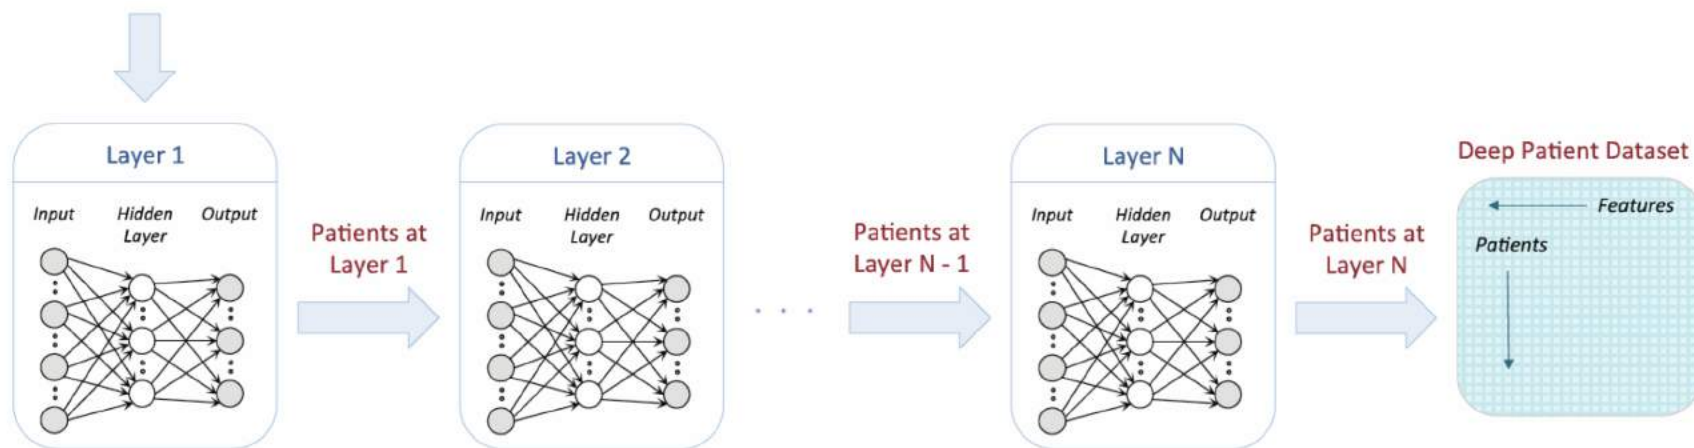 Layer 1
Input Hidden Layer Output
Patients at
Layer 1
Layer 2
Input Hidden Layer Output
Patients at
Layer N - 1
Layer N
Input Hidden Layer Output
Patients at
Layer N
Deep Patient Dataset
Features
Patients